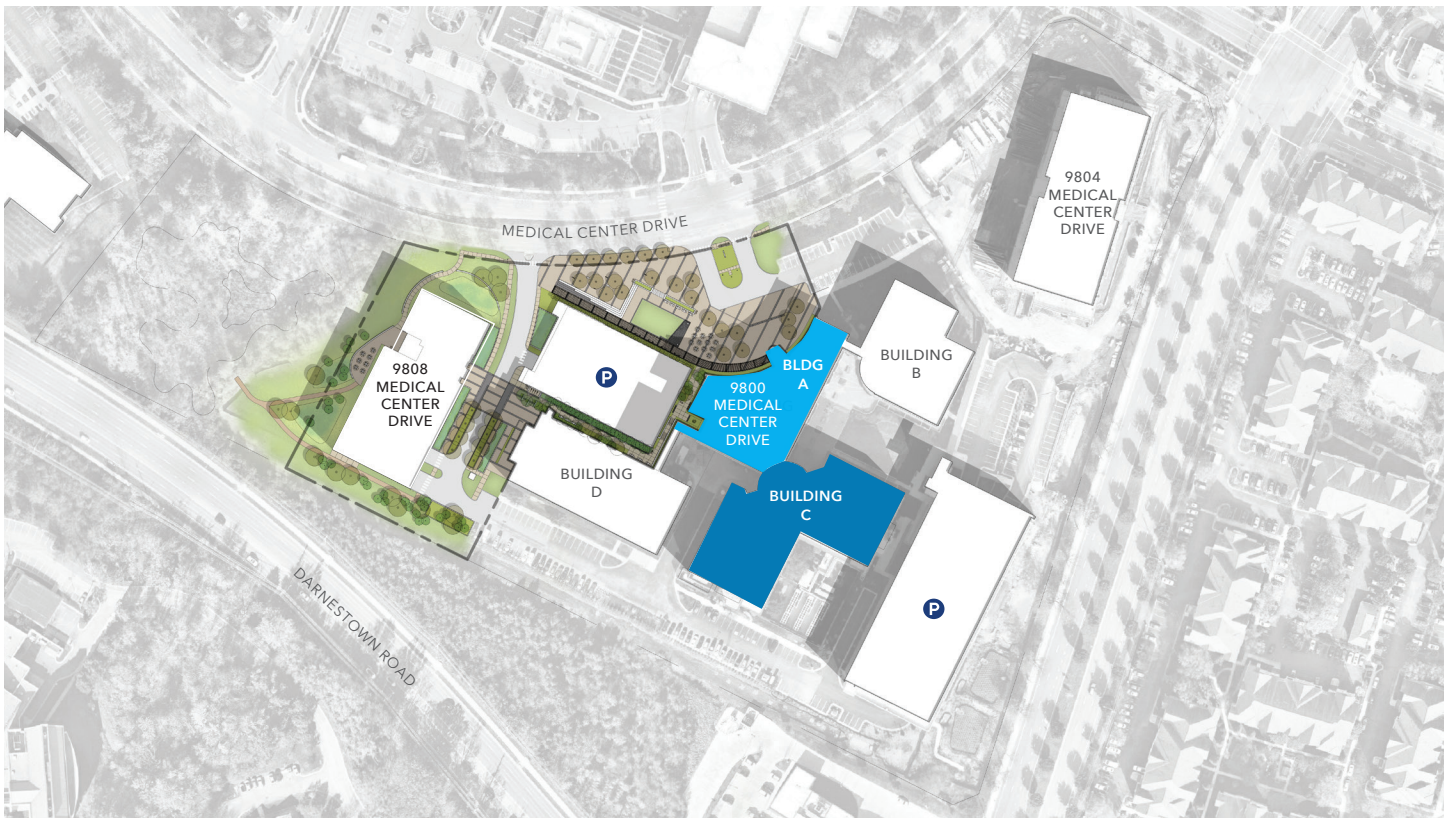 9804
MEDICAL
CENTER
DRIVE
MEDICAL CENTER DRIVE
9808
MEDICAL
CENTER
DRIVE
P
BLDG
A
9800
MEDICAL
CENTER
DRIVE
BUILDING
B
BUILDING
D
BUILDING
C
P
DARNESTOWN ROAD